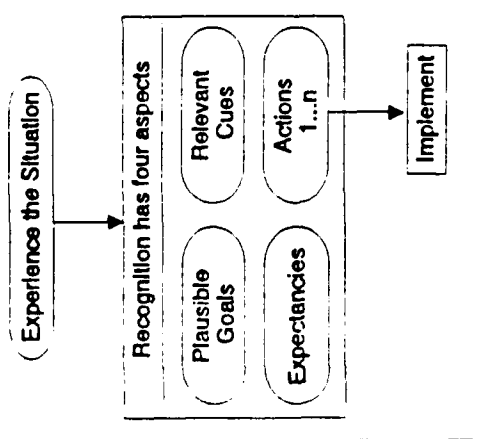 Experience the Situation
Recognition has four aspects
Plausible
Goals
Relevant
Cues
Expectancies
Actions
1...n
Implement